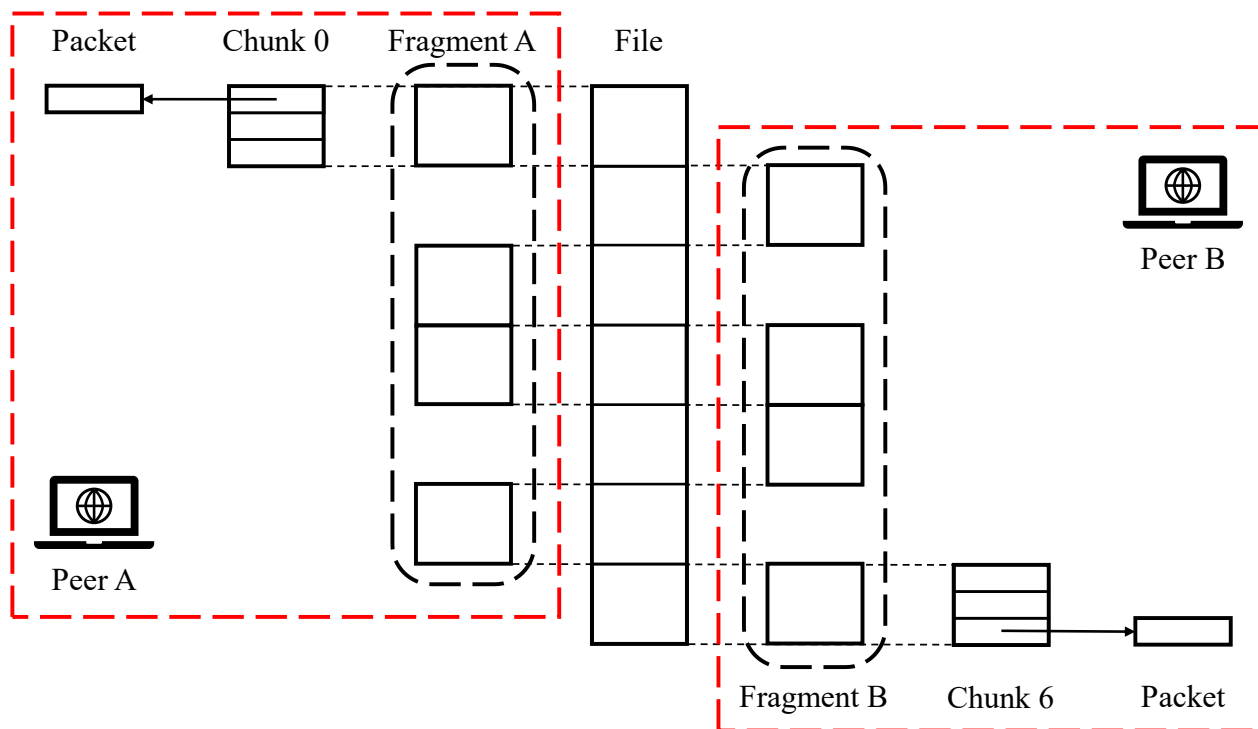 Packet
Chunk 0
Fragment A
File
Peer B
Peer A
Fragment B
Chunk 6
Packet